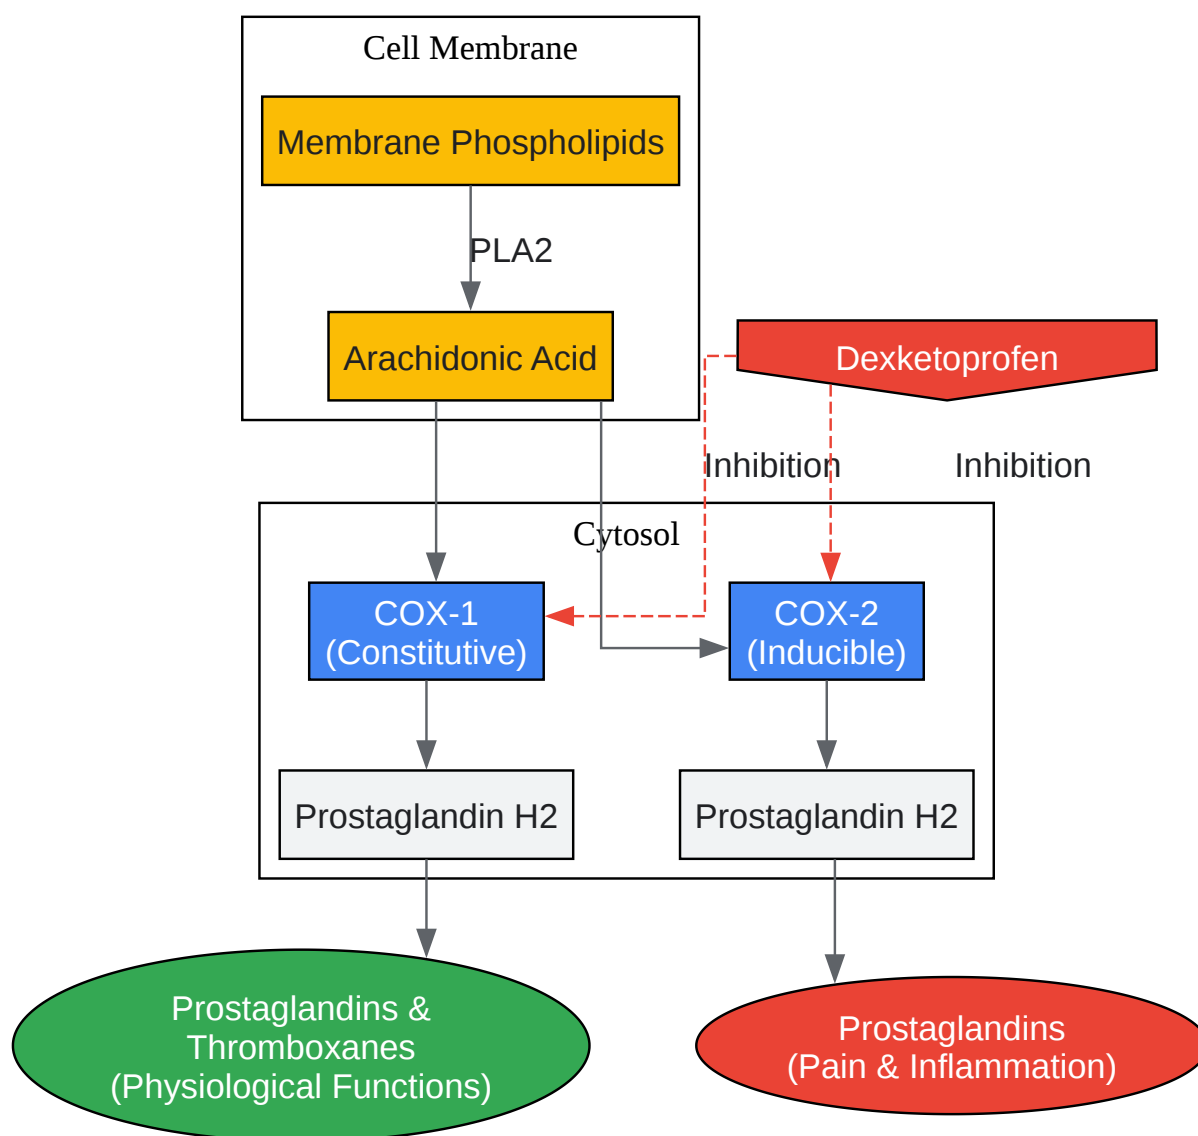 Cell Membrane
Membrane Phospholipids
PLA2
Arachidonic Acid
Dexketoprofen
Inhibition
Inhibition
Cytosol
COX-1
(Constitutive)
COX-2
(Inducible)
Prostaglandin H2
Prostaglandin H2
Prostaglandins &
Thromboxanes
(Physiological Functions)
Prostaglandins
(Pain & Inflammation)